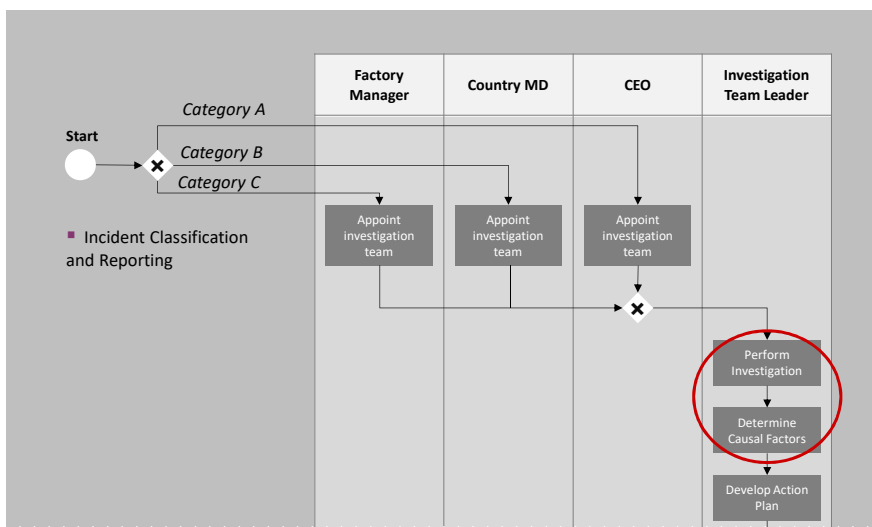 Factory
Manager
Country MD
CEO
Investigation
Team Leader
Category A
Start
Category B
Category C
▪ Incident Classification
and Reporting
Appoint
investigation
team
Appoint
investigation
team
Appoint
investigation
team
Perform
Investigation
Determine
Causal Factors
Develop Action
Plan